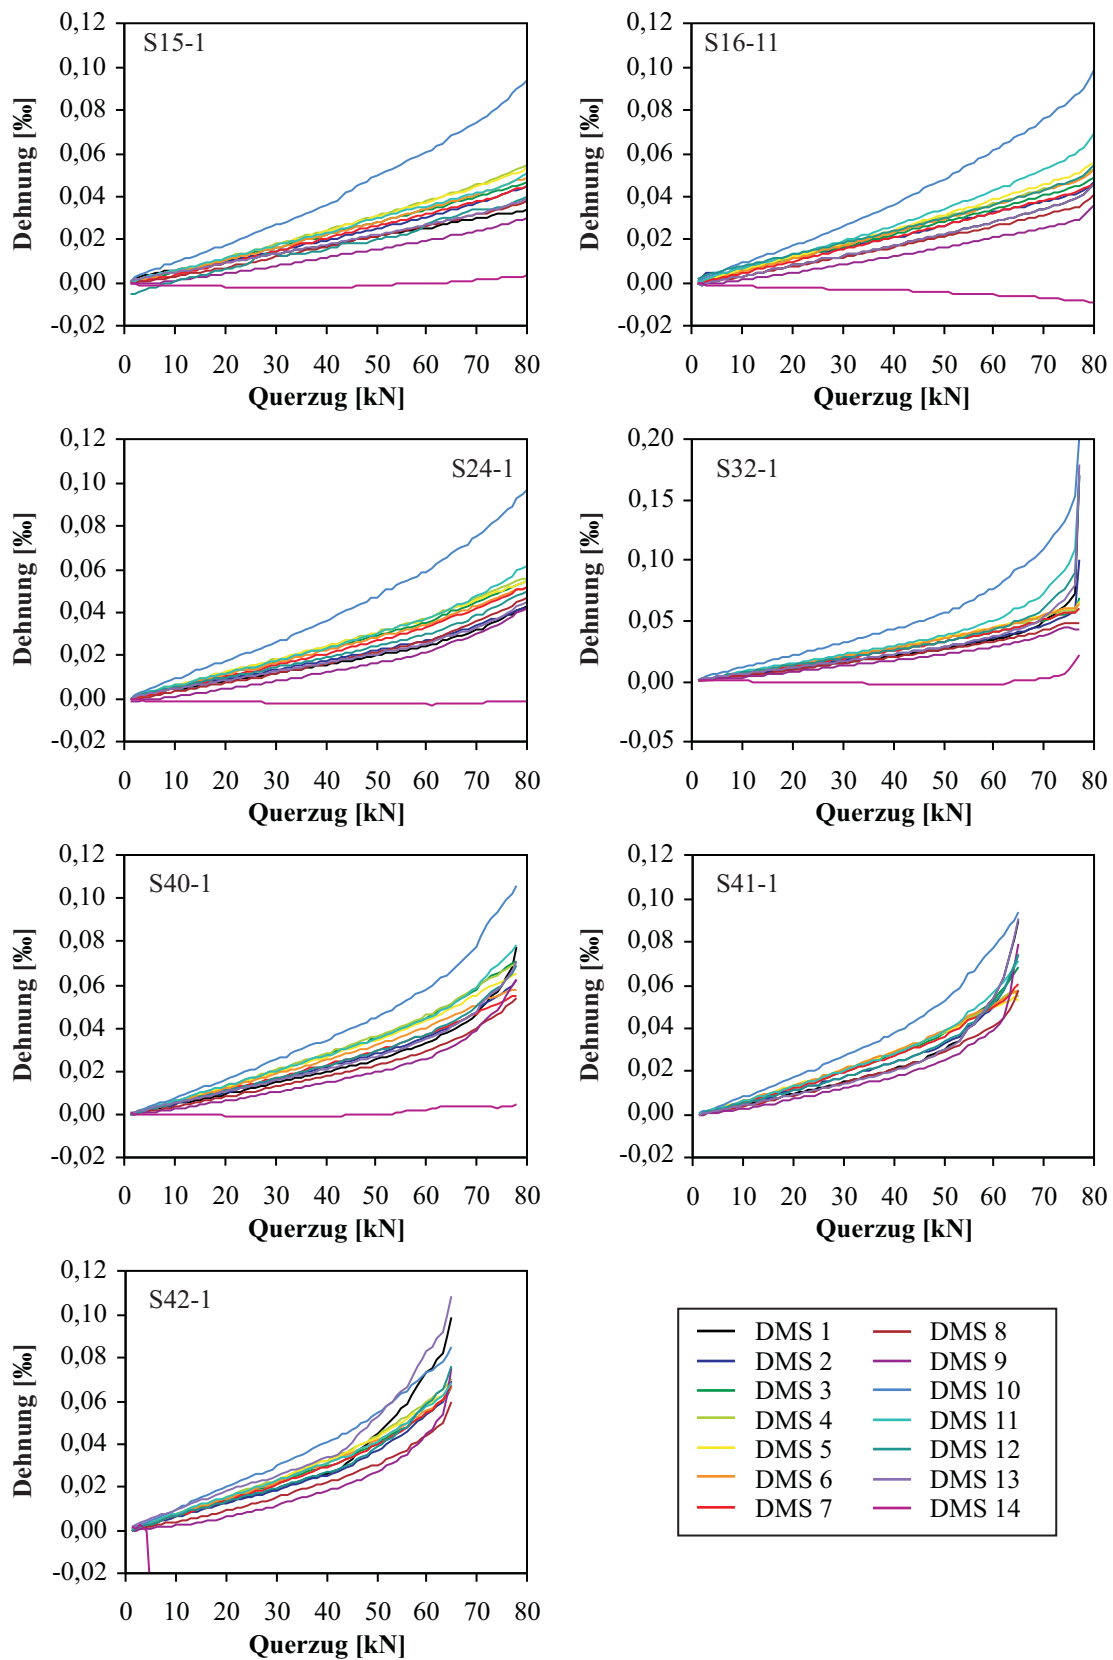 S15-1
Dehnung [‰]
0,12
0,10
0,08
0,06
0,04
0,02
0,00
-0,02
0 10 20 30 40 50 60 70 80
Querzug [kN]
S16-11
Dehnung [‰]
0,12
0,10
0,08
0,06
0,04
0,02
0,00
-0,02
0 10 20 30 40 50 60 70 80
Querzug [kN]
S24-1
Dehnung [‰]
0,12
0,10
0,08
0,06
0,04
0,02
0,00
-0,02
0 10 20 30 40 50 60 70 80
Querzug [kN]
S32-1
Dehnung [‰]
0,20
0,15
0,10
0,05
0,00
-0,05
0 10 20 30 40 50 60 70 80
Querzug [kN]
S40-1
Dehnung [‰]
0,12
0,10
0,08
0,06
0,04
0,02
0,00
-0,02
0 10 20 30 40 50 60 70 80
Querzug [kN]
S41-1
Dehnung [‰]
0,12
0,10
0,08
0,06
0,04
0,02
0,00
-0,02
0 10 20 30 40 50 60 70 80
Querzug [kN]
S42-1
Dehnung [‰]
0,12
0,10
0,08
0,06
0,04
0,02
0,00
-0,02
0 10 20 30 40 50 60 70 80
Querzug [kN]
DMS 1
DMS 2
DMS 3
DMS 4
DMS 5
DMS 6
DMS 7
DMS 8
DMS 9
DMS 10
DMS 11
DMS 12
DMS 13
DMS 14